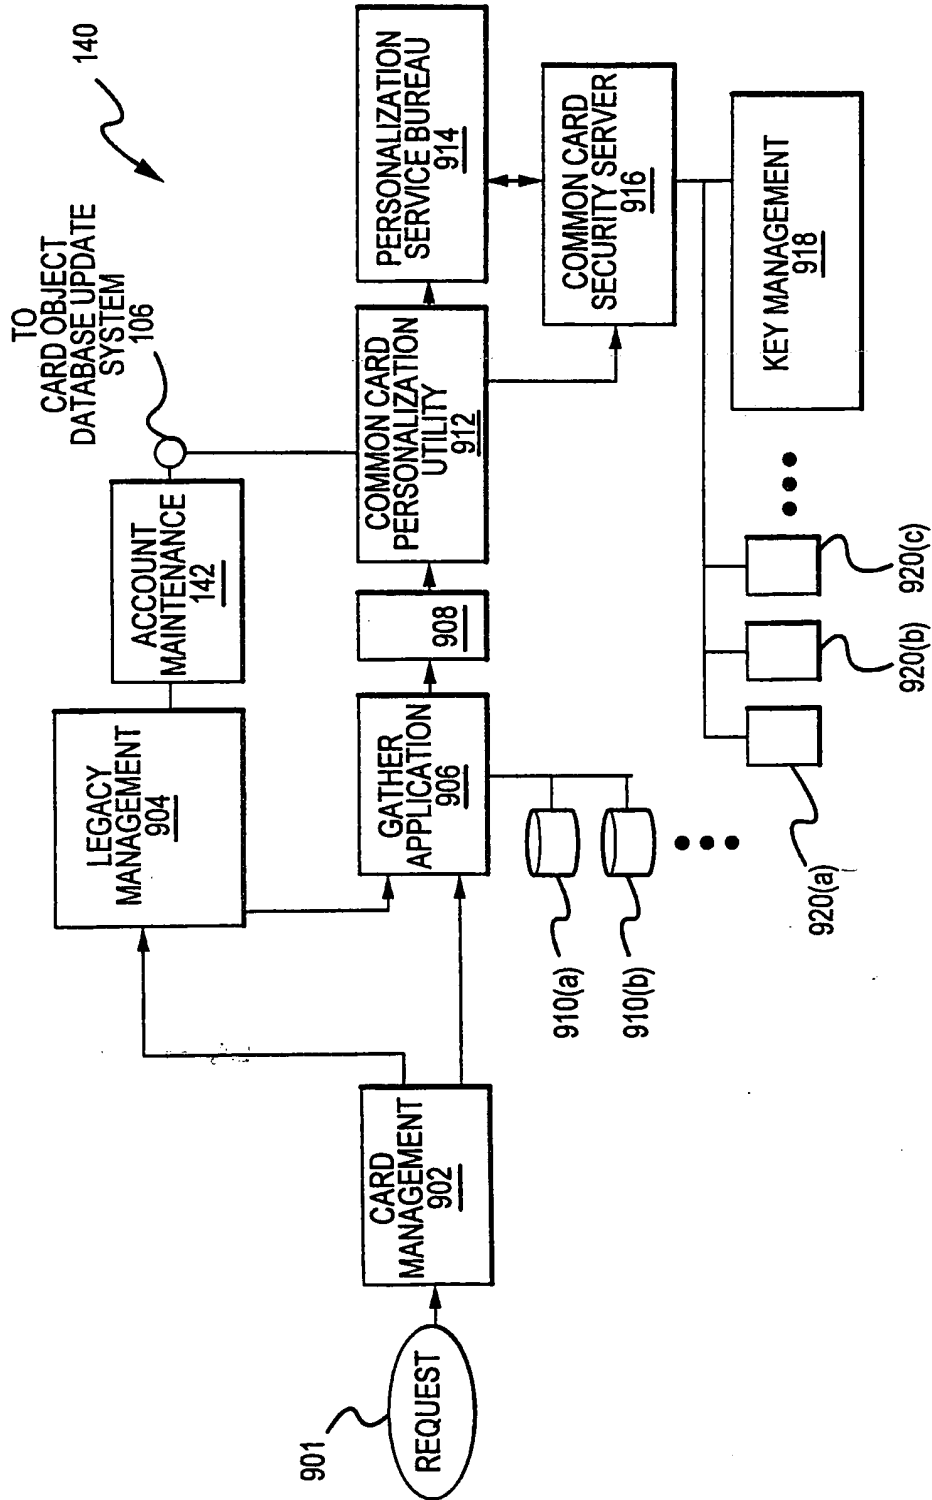 140
TO
CARD OBJECT
DATABASE UPDATE
SYSTEM
106
LEGACY
MANAGEMENT
904
ACCOUNT
MAINTENANCE
142
901
REQUEST
CARD
MANAGEMENT
902
GATHER
APPLICATION
906
908
COMMON CARD
PERSONALIZATION
UTILITY
912
PERSONALIZATION
SERVICE BUREAU
914
910(a)
910(b)
COMMON CARD
SECURITY SERVER
916
KEY MANAGEMENT
918
920(a)
920(b)
920(c)